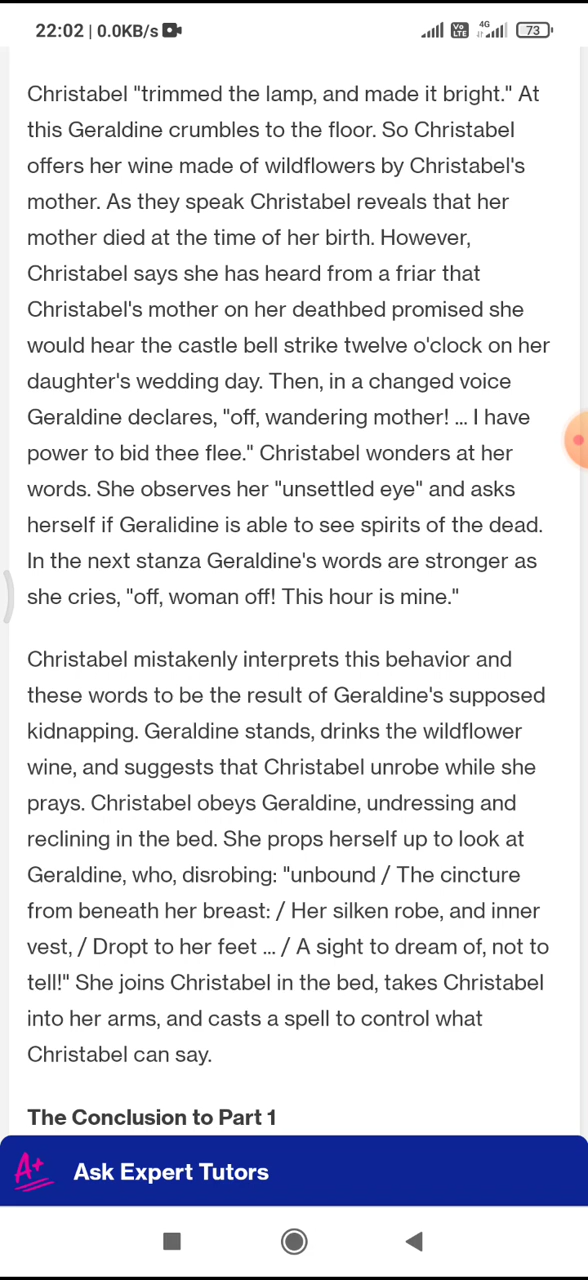 22:02 | 0.0KB/s
Vo
LTE
4G
73
Christabel "trimmed the lamp, and made it bright." At
this Geraldine crumbles to the floor. So Christabel
offers her wine made of wildflowers by Christabel's
mother. As they speak Christabel reveals that her
mother died at the time of her birth. However,
Christabel says she has heard from a friar that
Christabel's mother on her deathbed promised she
would hear the castle bell strike twelve o'clock on her
daughter's wedding day. Then, in a changed voice
Geraldine declares, "off, wandering mother! ... I have
power to bid thee flee." Christabel wonders at her
words. She observes her "unsettled eye" and asks
herself if Geralidine is able to see spirits of the dead.
In the next stanza Geraldine's words are stronger as
she cries, "off, woman off! This hour is mine."
Christabel mistakenly interprets this behavior and
these words to be the result of Geraldine's supposed
kidnapping. Geraldine stands, drinks the wildflower
wine, and suggests that Christabel unrobe while she
prays. Christabel obeys Geraldine, undressing and
reclining in the bed. She props herself up to look at
Geraldine, who, disrobing: "unbound / The cincture
from beneath her breast: / Her silken robe, and inner
vest, / Dropt to her feet ... / A sight to dream of, not to
tell!" She joins Christabel in the bed, takes Christabel
into her arms, and casts a spell to control what
Christabel can say.
The Conclusion to Part 1
A+ Ask Expert Tutors